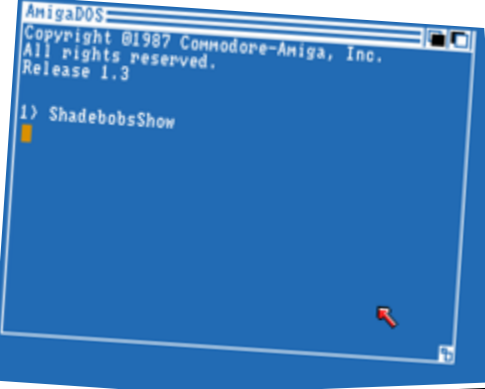 AmigaDOS
Copyright ©1987 Commodore-Amiga, Inc.
All rights reserved.
Release 1.3
1> ShadebobsShow